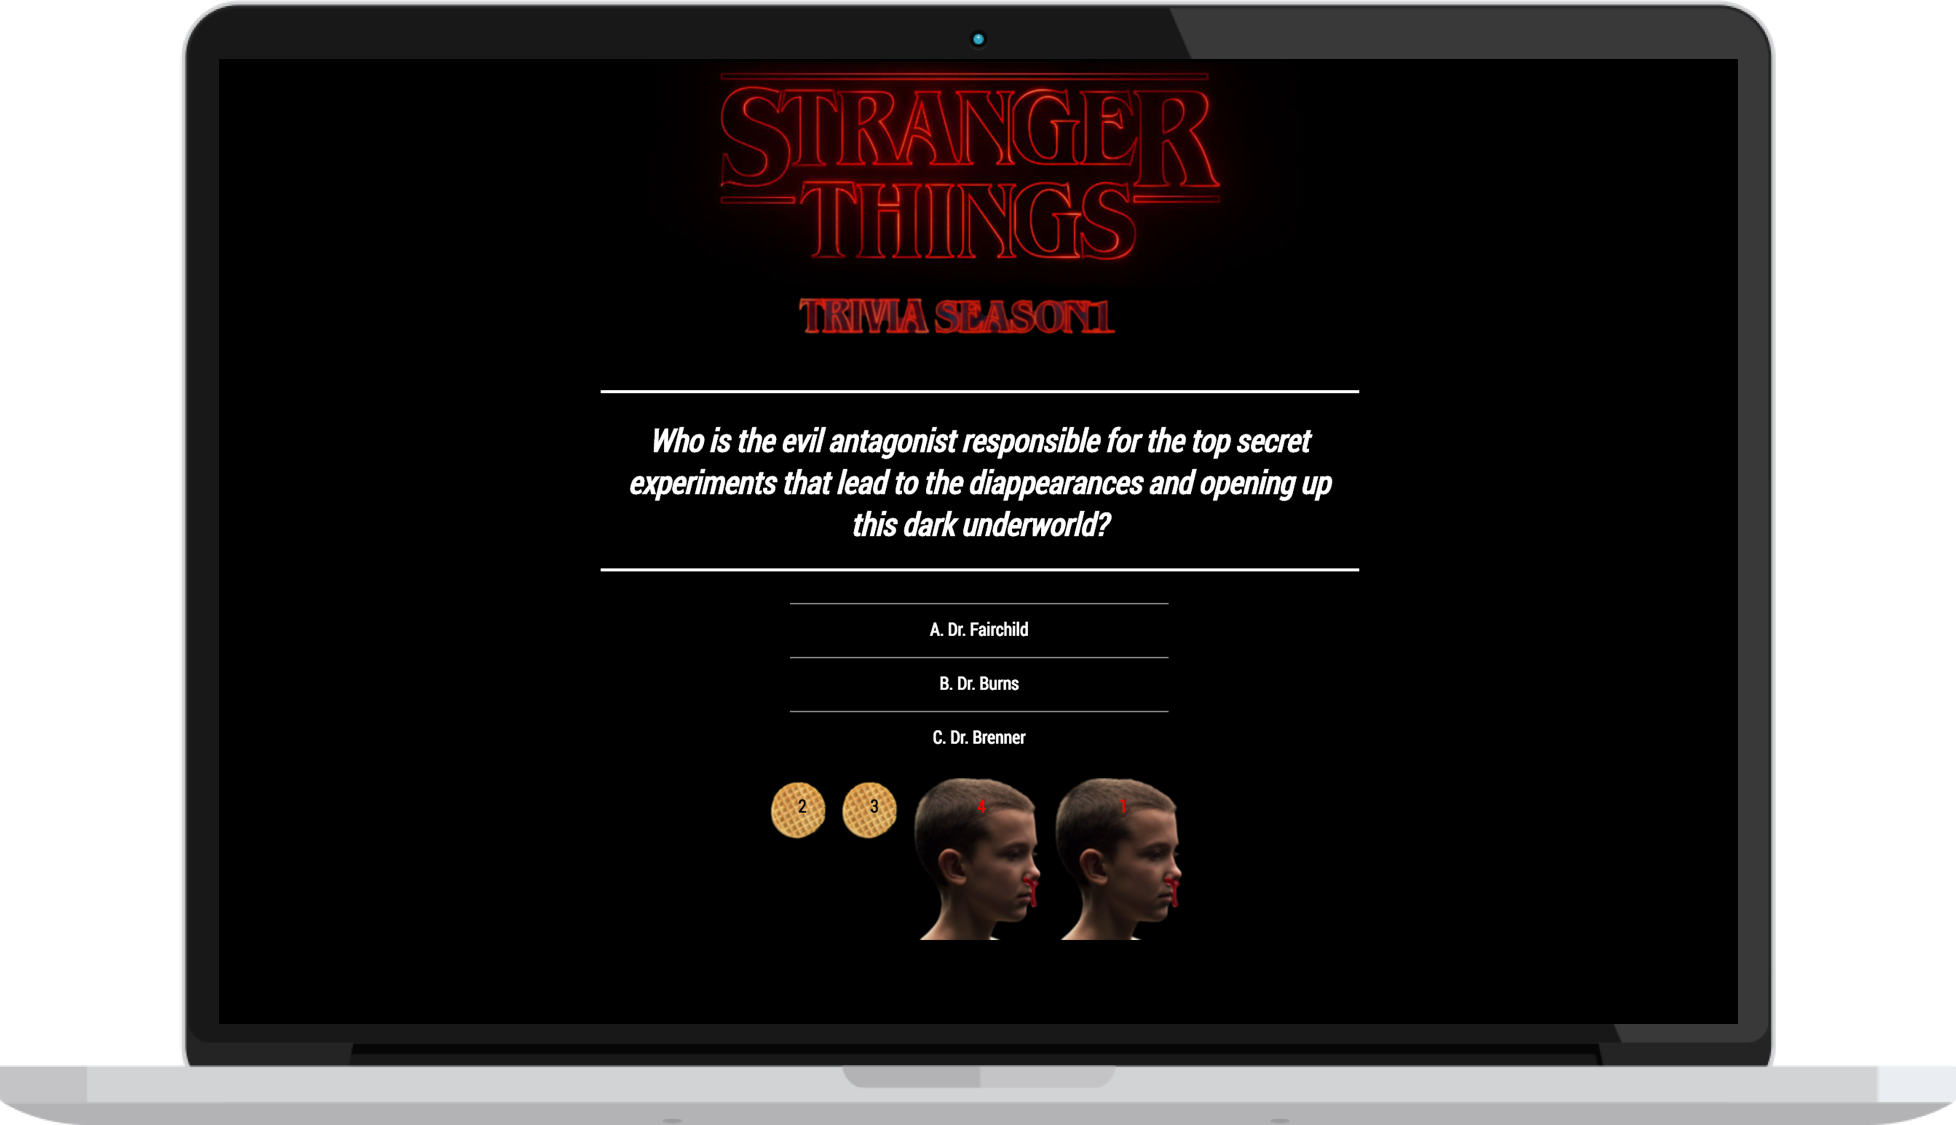 STRANGER
THINGS
TRIVIA SEASON 1
Who is the evil antagonist responsible for the top secret
experiments that lead to the diappearances and opening up
this dark underworld?
A. Dr. Fairchild
B. Dr. Burns
C. Dr. Brenner
2 3 4 1